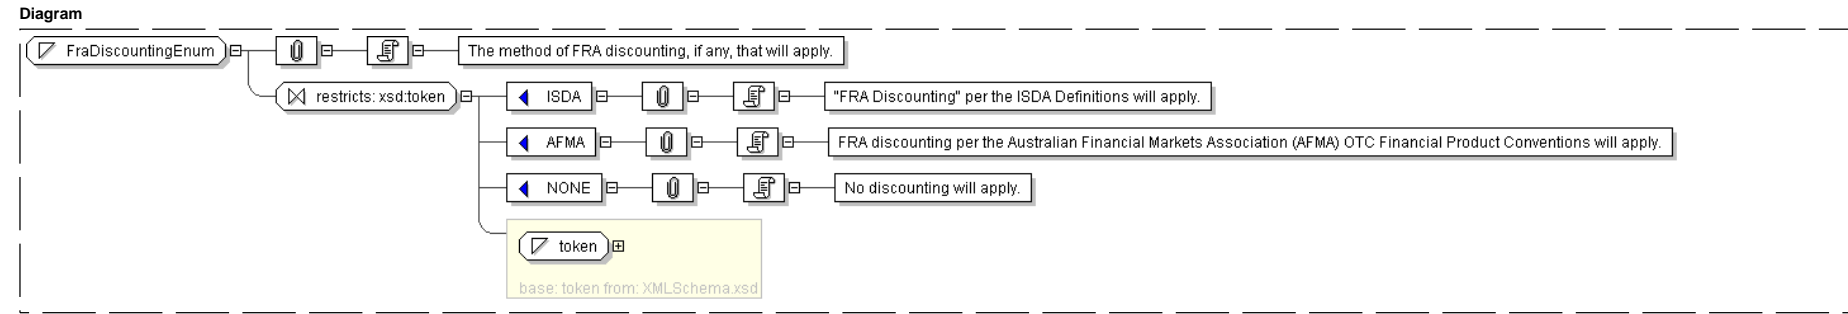 Diagram
FraDiscountingEnum The method of FRA discounting, if any, that will apply.
restricts: xsd:token ISDA "FRA Discounting" per the ISDA Definitions will apply.
AFMA FRA discounting per the Australian Financial Markets Association (AFMA) OTC Financial Product Conventions will apply.
NONE No discounting will apply.
token
base: token from: XMLSchema.xsd